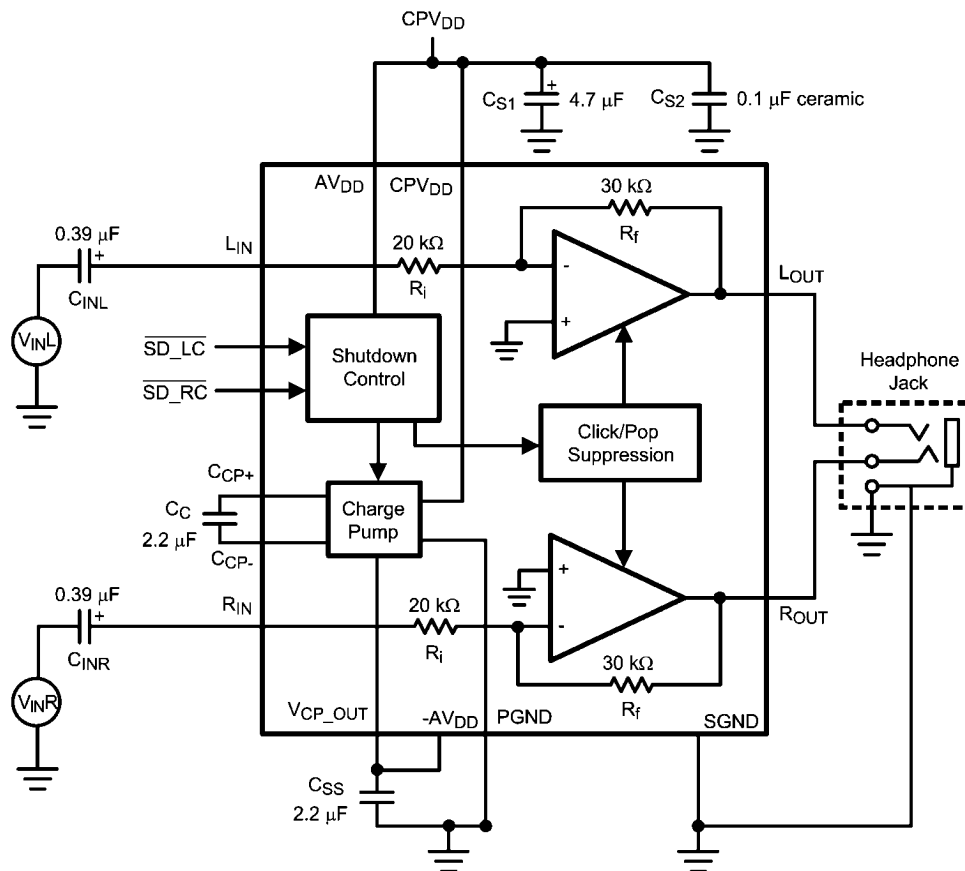 CPVDD
CS1
+
4.7 μF
CS2
0.1 μF ceramic
AVDD
CPVDD
30 kΩ
Rf
0.39 μF
+
CINL
LIN
20 kΩ
Ri
-
+
LOUT
VINL
SD_LC
SD_RC
Shutdown
Control
Headphone
Jack
Click/Pop
Suppression
CCP+
CC
2.2 μF
CCP-
Charge
Pump
0.39 μF
+
CINR
RIN
20 kΩ
Ri
+
-
ROUT
30 kΩ
Rf
VINR
VCP_OUT
-AVDD
PGND
SGND
CSS
2.2 μF